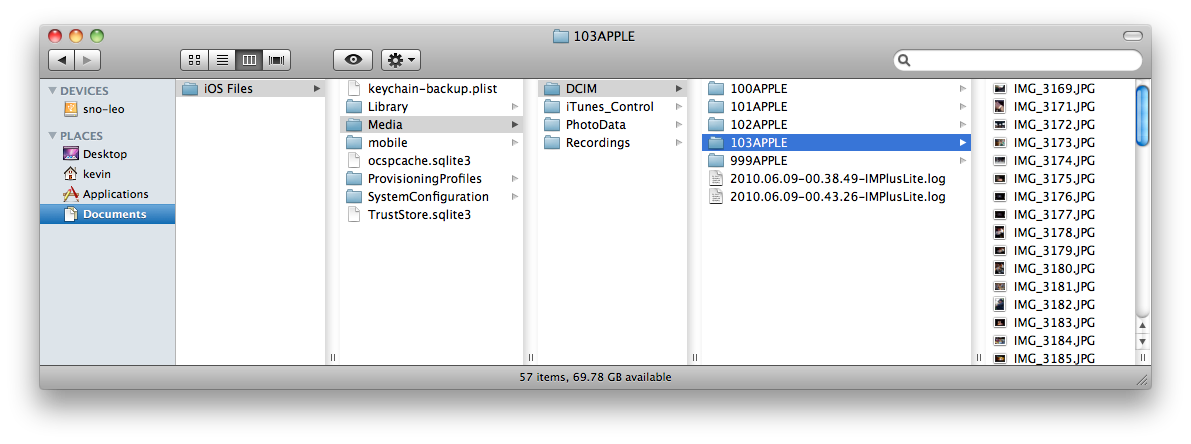 103APPLE
DEVICES
sno-leo
PLACES
Desktop
kevin
Applications
Documents
iOS Files
keychain-backup.plist
Library
Media
mobile
ocspcache.sqlite3
ProvisioningProfiles
SystemConfiguration
TrustStore.sqlite3
DCIM
iTunes_Control
PhotoData
Recordings
100APPLE
101APPLE
102APPLE
103APPLE
999APPLE
2010.06.09-00.38.49-IMPlusLite.log
2010.06.09-00.43.26-IMPlusLite.log
IMG_3169.JPG
IMG_3171.JPG
IMG_3172.JPG
IMG_3173.JPG
IMG_3174.JPG
IMG_3175.JPG
IMG_3176.JPG
IMG_3177.JPG
IMG_3178.JPG
IMG_3179.JPG
IMG_3180.JPG
IMG_3181.JPG
IMG_3182.JPG
IMG_3183.JPG
IMG_3184.JPG
IMG_3185.JPG
57 items, 69.78 GB available